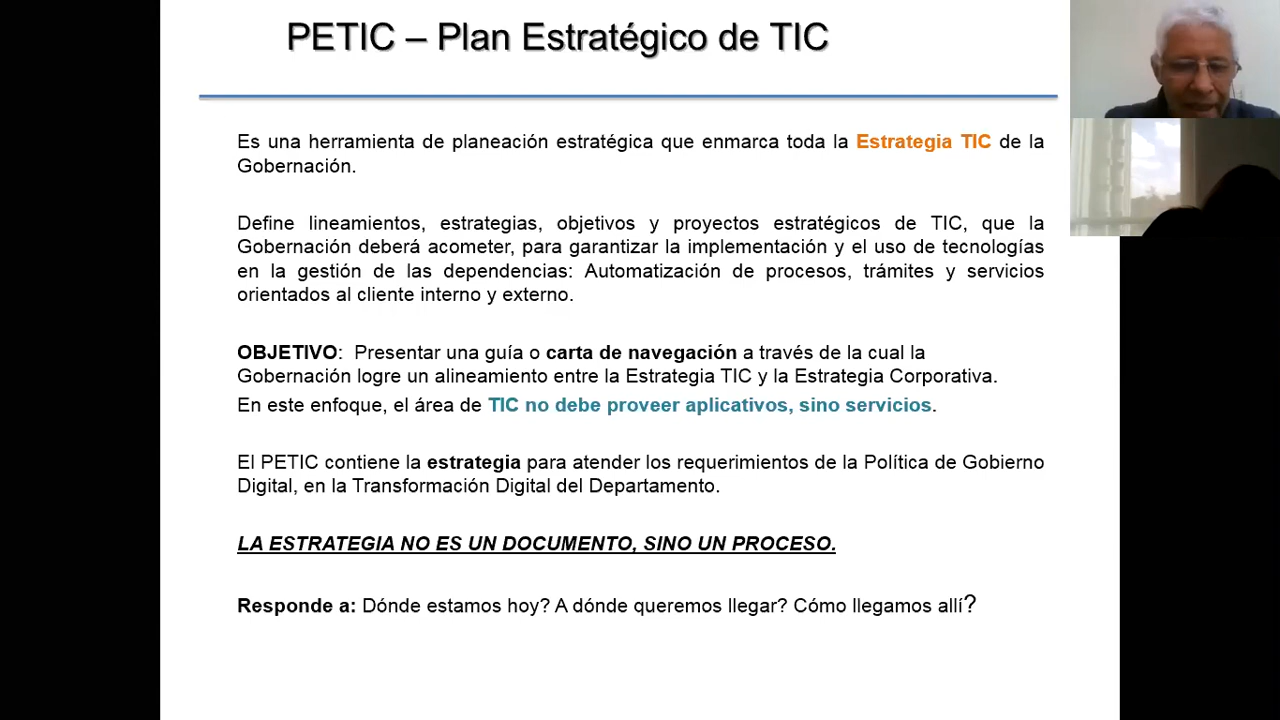 PETIC – Plan Estratégico de TIC
Es una herramienta de planeación estratégica que enmarca toda la Estrategia TIC de la
Gobernación.
Define lineamientos, estrategias, objetivos y proyectos estratégicos de TIC, que la
Gobernación deberá acometer, para garantizar la implementación y el uso de tecnologías
en la gestión de las dependencias: Automatización de procesos, trámites y servicios
orientados al cliente interno y externo.
OBJETIVO: Presentar una guía o carta de navegación a través de la cual la
Gobernación logre un alineamiento entre la Estrategia TIC y la Estrategia Corporativa.
En este enfoque, el área de TIC no debe proveer aplicativos, sino servicios.
El PETIC contiene la estrategia para atender los requerimientos de la Política de Gobierno
Digital, en la Transformación Digital del Departamento.
LA ESTRATEGIA NO ES UN DOCUMENTO, SINO UN PROCESO.
Responde a: Dónde estamos hoy? A dónde queremos llegar? Cómo llegamos allí?